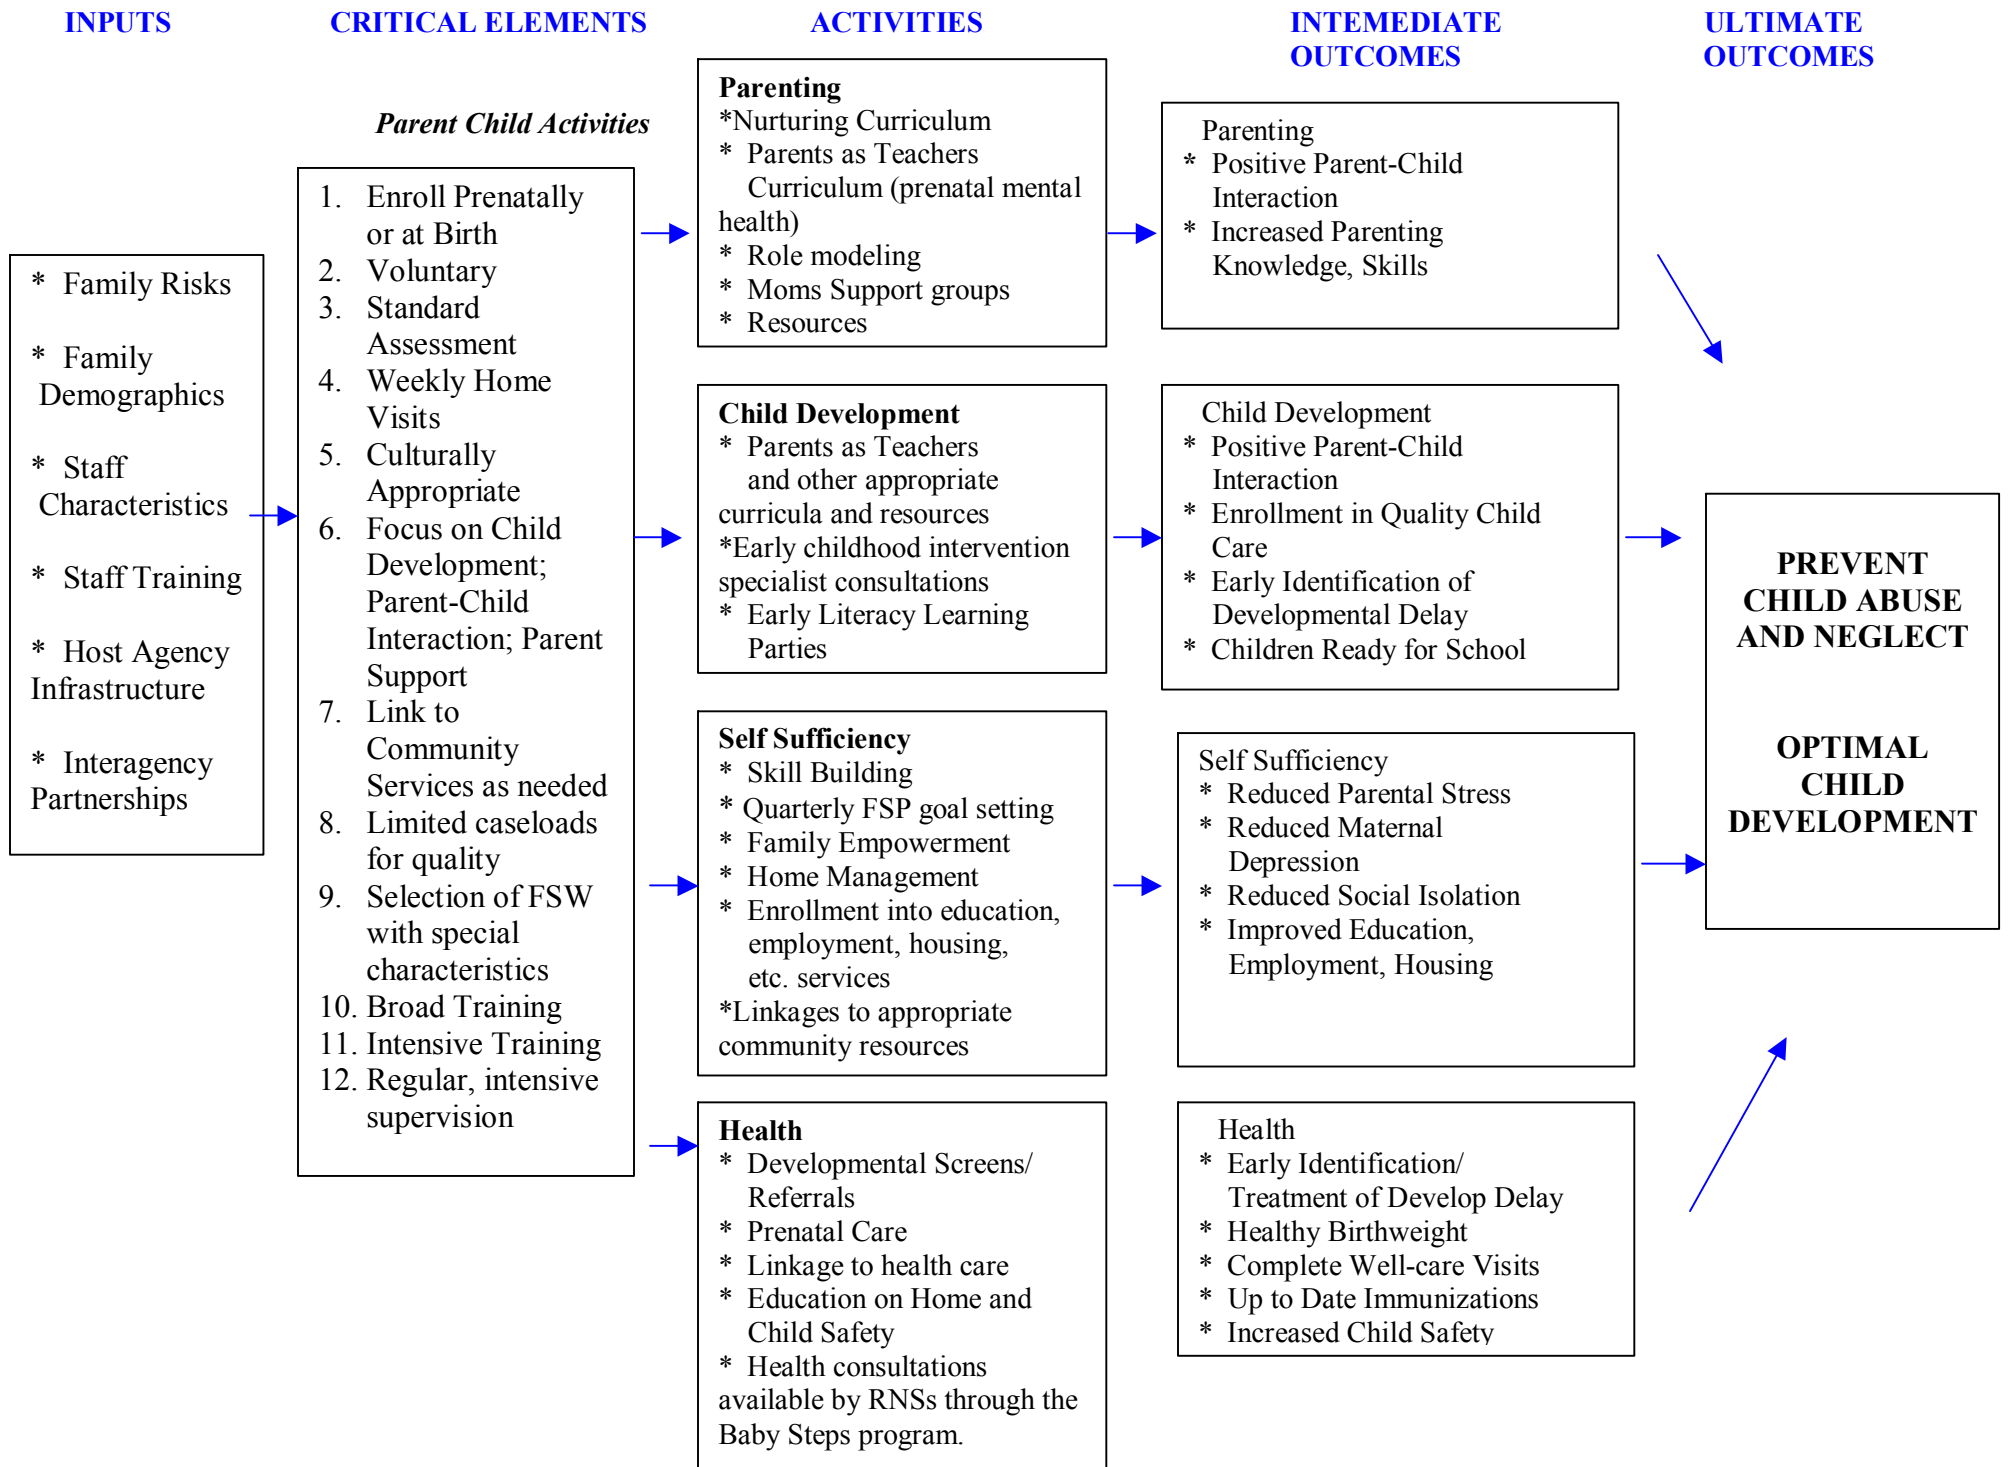 INPUTS
CRITICAL ELEMENTS
ACTIVITIES
INTEMEDIATE
OUTCOMES
ULTIMATE
OUTCOMES
Parent Child Activities
* Family Risks
* Family
Demographics
* Staff
Characteristics
* Staff Training
* Host Agency
Infrastructure
* Interagency
Partnerships
1. Enroll Prenatally
or at Birth
2. Voluntary
3. Standard
Assessment
4. Weekly Home
Visits
5. Culturally
Appropriate
6. Focus on Child
Development;
Parent-Child
Interaction; Parent
Support
7. Link to
Community
Services as needed
8. Limited caseloads
for quality
9. Selection of FSW
with special
characteristics
10. Broad Training
11. Intensive Training
12. Regular, intensive
supervision
Parenting
*Nurturing Curriculum
* Parents as Teachers
Curriculum (prenatal mental
health)
* Role modeling
* Moms Support groups
* Resources
Child Development
* Parents as Teachers
and other appropriate
curricula and resources
*Early childhood intervention
specialist consultations
* Early Literacy Learning
Parties
Self Sufficiency
* Skill Building
* Quarterly FSP goal setting
* Family Empowerment
* Home Management
* Enrollment into education,
employment, housing,
etc. services
*Linkages to appropriate
community resources
Health
* Developmental Screens/
Referrals
* Prenatal Care
* Linkage to health care
* Education on Home and
Child Safety
* Health consultations
available by RNSs through the
Baby Steps program.
Parenting
* Positive Parent-Child
Interaction
* Increased Parenting
Knowledge, Skills
Child Development
* Positive Parent-Child
Interaction
* Enrollment in Quality Child
Care
* Early Identification of
Developmental Delay
* Children Ready for School
Self Sufficiency
* Reduced Parental Stress
* Reduced Maternal
Depression
* Reduced Social Isolation
* Improved Education,
Employment, Housing
Health
* Early Identification/
Treatment of Develop Delay
* Healthy Birthweight
* Complete Well-care Visits
* Up to Date Immunizations
* Increased Child Safety
PREVENT
CHILD ABUSE
AND NEGLECT
OPTIMAL
CHILD
DEVELOPMENT